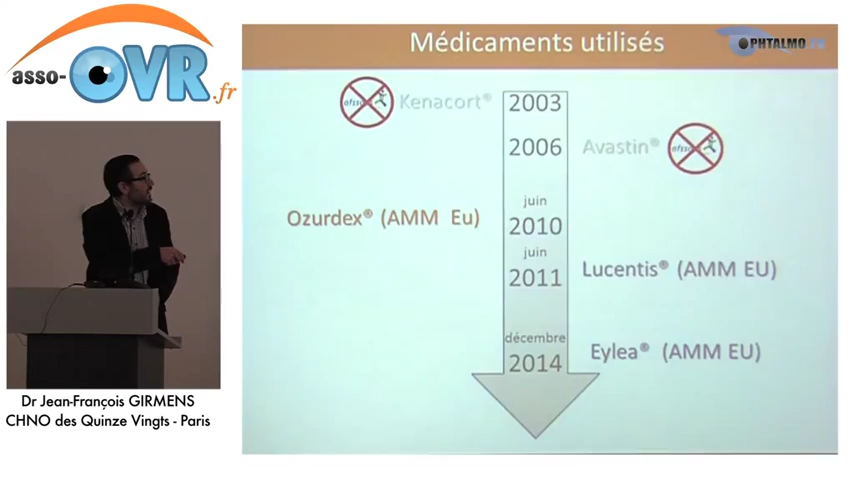 asso-OVR.fr
Médicaments utilisés
OPHTALMO
Kenacort®
2003
2006
Avastin®
juin
Ozurdex® (AMM Eu)
2010
juin
2011
Lucentis® (AMM EU)
décembre
2014
Eylea® (AMM EU)
Dr Jean-François GIRMENS
CHNO des Quinze Vingts - Paris